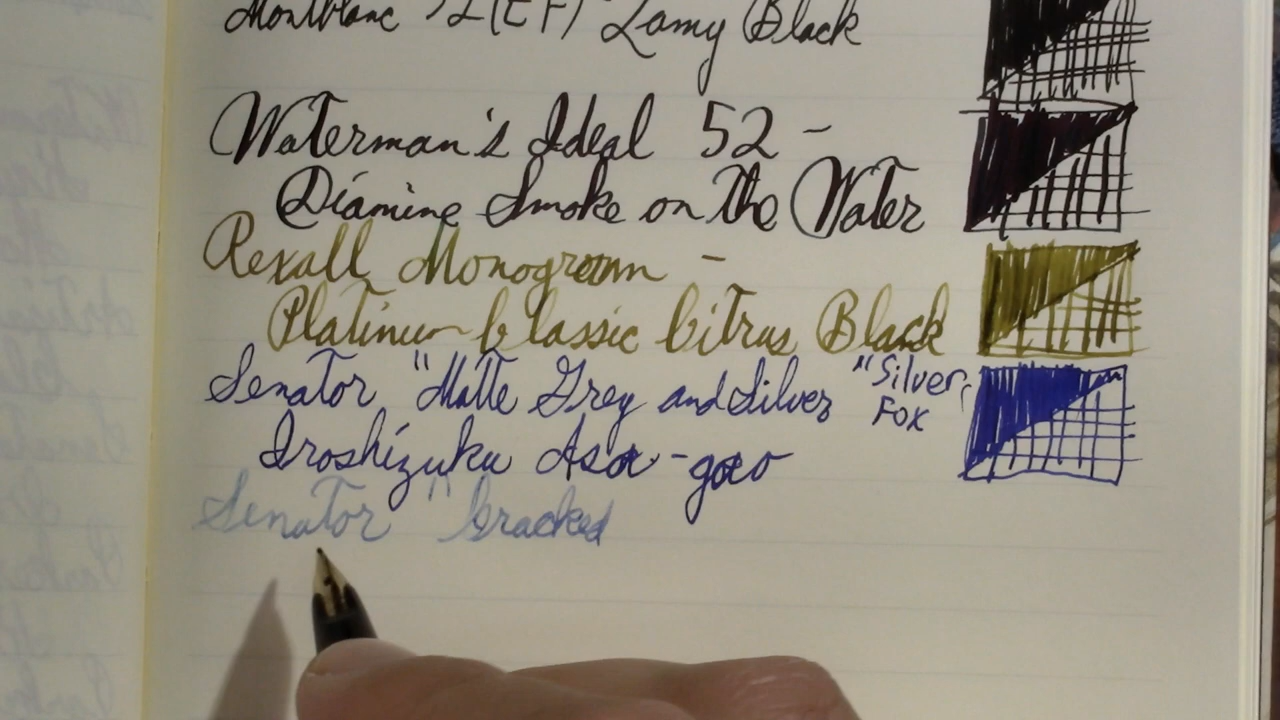 Montblanc 32 (EF) Lamy Black
Waterman's Ideal 52 -
Diamine Smoke on the Water
Rexall Monogram -
Platinum Classic Citrus Black
Senator "Matte Grey and Silver "Silver
Fox
Iroshizuku Asa-gao
Senator "Cracked